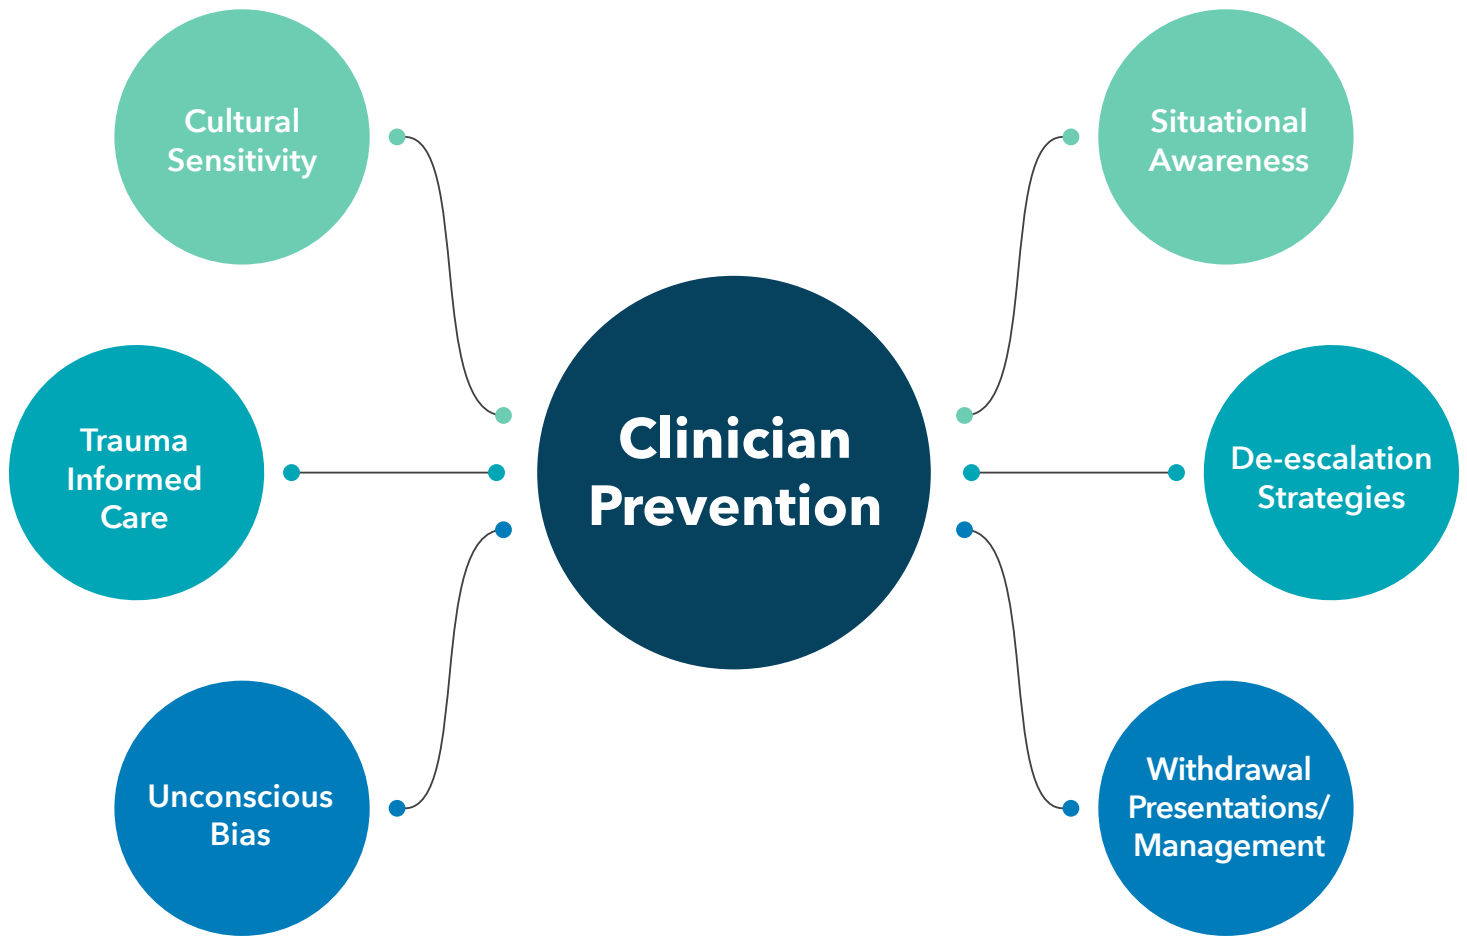 Cultural
Sensitivity
Situational
Awareness
Trauma
Informed
Care
Clinician
Prevention
De-escalation
Strategies
Unconscious
Bias
Withdrawal
Presentations/
Management